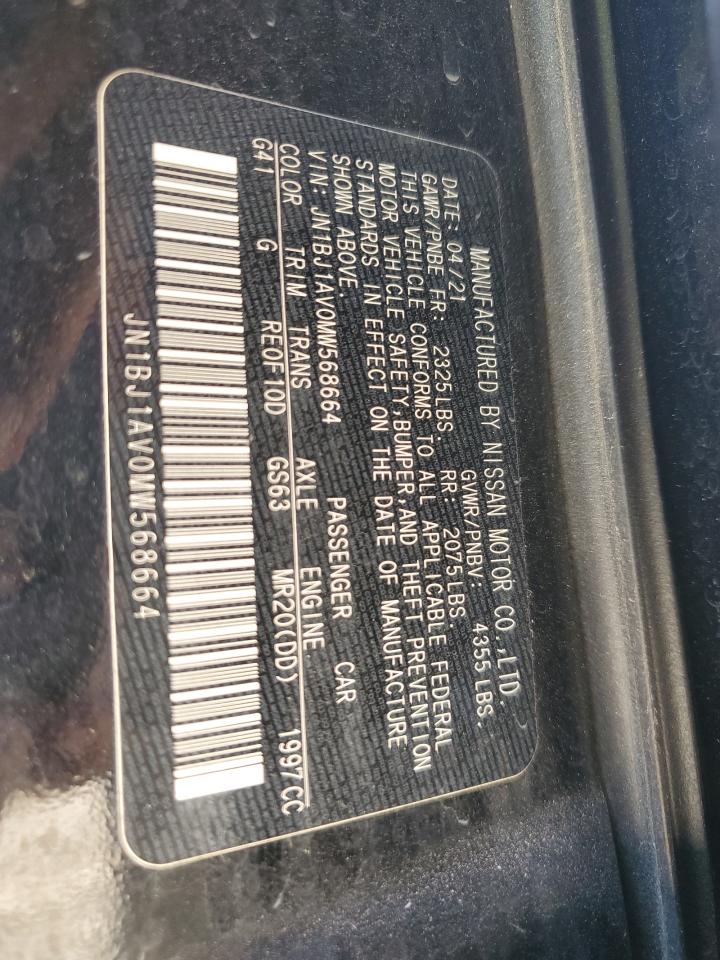 MANUFACTURED BY NISSAN MOTOR CO.,LTD.
DATE: 04/21 GVWR/PNBV 4355 LBS.
GAWR/PNBE FR: 2325LBS. RR 2075LBS.
THIS VEHICLE CONFORMS TO ALL APPLICABLE FEDERAL
MOTOR VEHICLE SAFETY,BUMPER,AND THEFT PREVENTION
STANDARDS IN EFFECT ON THE DATE OF MANUFACTURE
SHOWN ABOVE.
VIN: JN1BJ1AV0MW568664 PASSENGER CAR
COLOR TRIM TRANS AXLE ENGINE
G41 G RE0F10D GS63 MR20(DD) 1997CC
JN1BJ1AV0MW568664